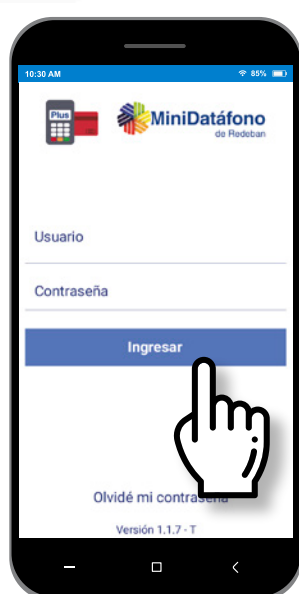 10:30 AM
85%
Plus
MiniDatáfono
de Redeban
Usuario
Contraseña
Ingresar
Olvidé mi contraseña
Versión 1.1.7 - T